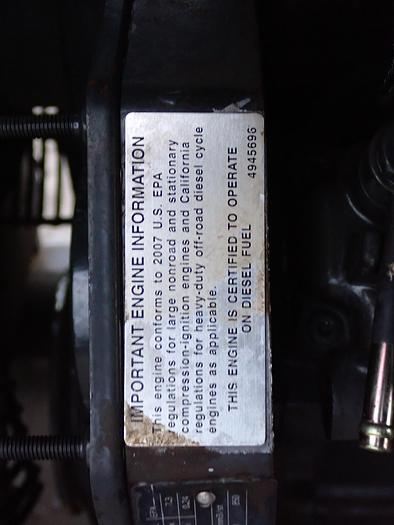 IMPORTANT ENGINE INFORMATION
This engine conforms to 2007 U.S. EPA
regulations for large nonroad and stationary
compression-ignition engines and California
regulations for heavy-duty off-road diesel cycle
engines as applicable.
THIS ENGINE IS CERTIFIED TO OPERATE
ON DIESEL FUEL
4945696